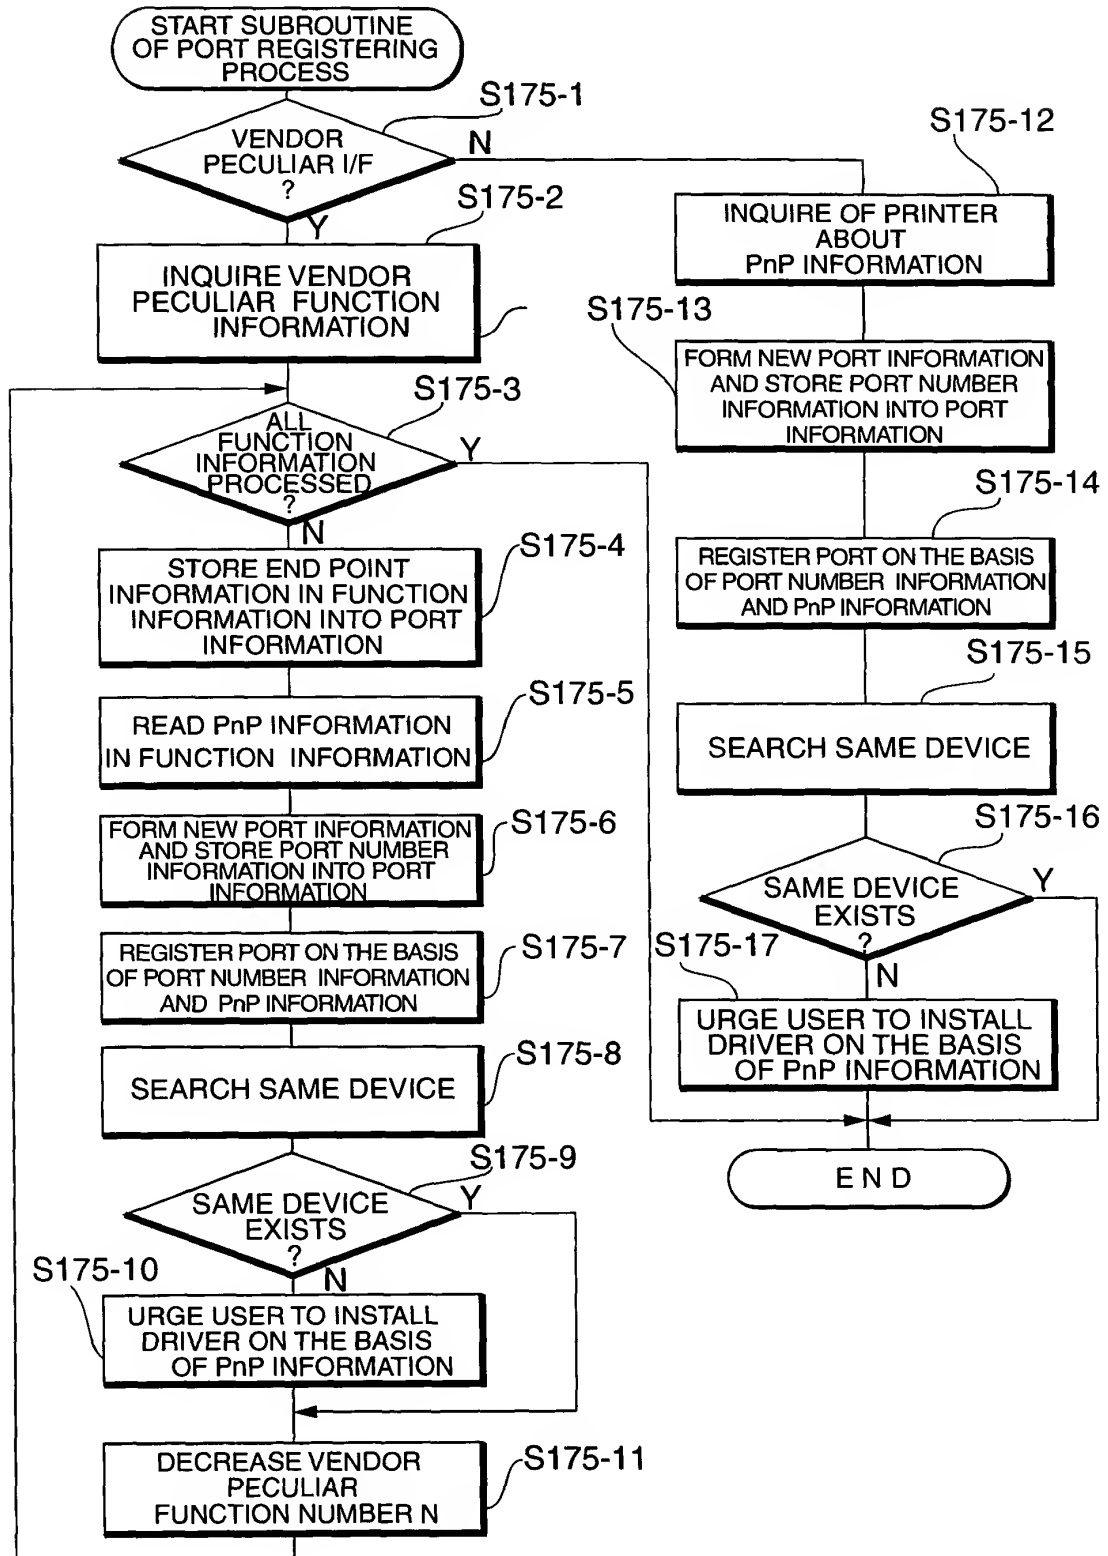 START SUBROUTINE
OF PORT REGISTERING
PROCESS
S175-1
VENDOR
PECULIAR I/F
?
N
Y
S175-2
INQUIRE VENDOR
PECULIAR FUNCTION
INFORMATION
S175-3
ALL
FUNCTION
INFORMATION
PROCESSED
?
Y
N
S175-4
STORE END POINT
INFORMATION IN FUNCTION
INFORMATION INTO PORT
INFORMATION
S175-5
READ PnP INFORMATION
IN FUNCTION INFORMATION
S175-6
FORM NEW PORT INFORMATION
AND STORE PORT NUMBER
INFORMATION INTO PORT
INFORMATION
S175-7
REGISTER PORT ON THE BASIS
OF PORT NUMBER INFORMATION
AND PnP INFORMATION
S175-8
SEARCH SAME DEVICE
S175-9
SAME DEVICE
EXISTS
?
Y
N
S175-10
URGE USER TO INSTALL
DRIVER ON THE BASIS
OF PnP INFORMATION
S175-11
DECREASE VENDOR
PECULIAR
FUNCTION NUMBER N
S175-12
INQUIRE OF PRINTER
ABOUT
PnP INFORMATION
S175-13
FORM NEW PORT INFORMATION
AND STORE PORT NUMBER
INFORMATION INTO PORT
INFORMATION
S175-14
REGISTER PORT ON THE BASIS
OF PORT NUMBER INFORMATION
AND PnP INFORMATION
S175-15
SEARCH SAME DEVICE
S175-16
SAME DEVICE
EXISTS
?
Y
N
S175-17
URGE USER TO INSTALL
DRIVER ON THE BASIS
OF PnP INFORMATION
END